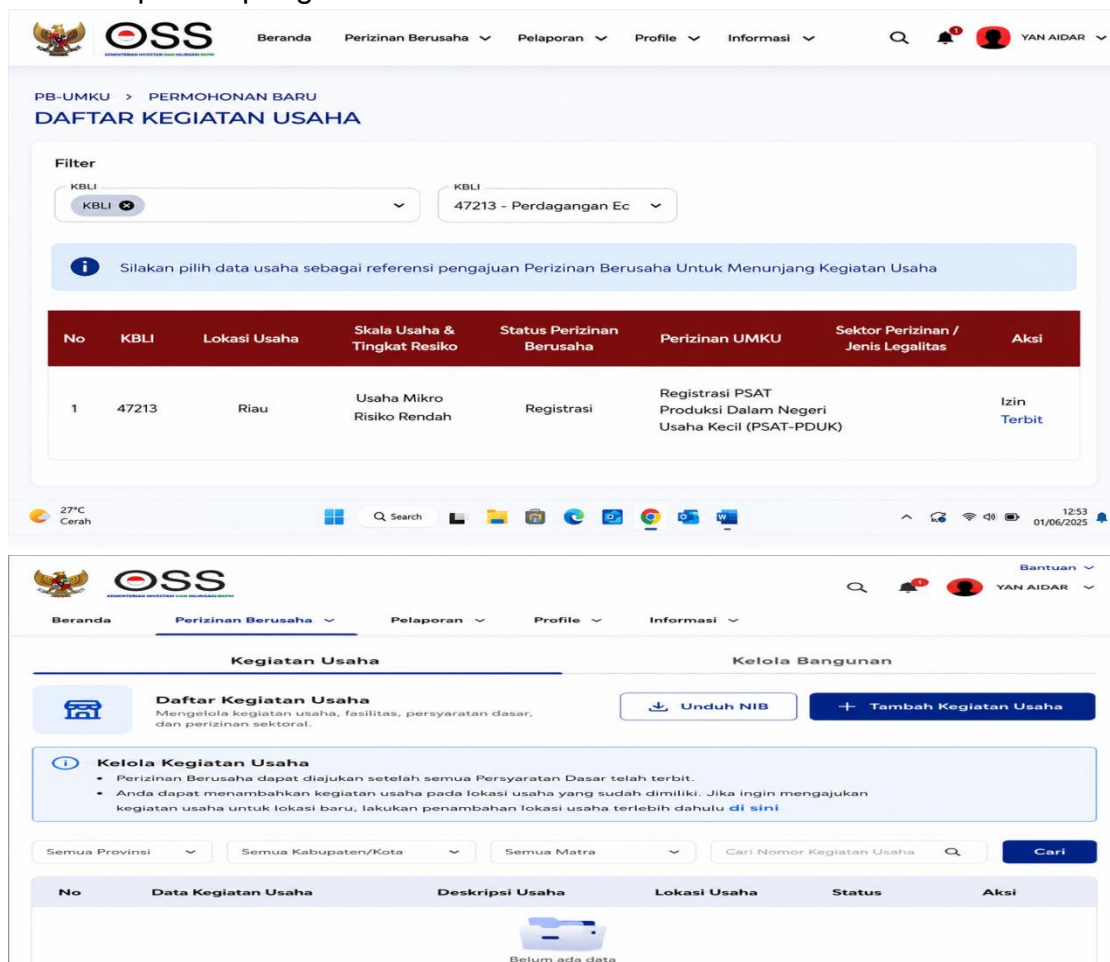 OSS
KEMENTERIAN INVESTASI DAN HILIRISASI/BKPM
Beranda Perizinan Berusaha Pelaporan Profile Informasi YAN AIDAR
PB-UMKU > PERMOHONAN BARU
DAFTAR KEGIATAN USAHA
Filter
KBLI KBLI
KBLI 47213 - Perdagangan Ec
Silakan pilih data usaha sebagai referensi pengajuan Perizinan Berusaha Untuk Menunjang Kegiatan Usaha
No KBLI Lokasi Usaha Skala Usaha & Tingkat Resiko Status Perizinan Berusaha Perizinan UMKU Sektor Perizinan / Jenis Legalitas Aksi
1 47213 Riau Usaha Mikro Risiko Rendah Registrasi Registrasi PSAT Produksi Dalam Negeri Usaha Kecil (PSAT-PDUK) Izin Terbit
27°C
Cerah
Search
12:53
01/06/2025
Bantuan
OSS
YAN AIDAR
Beranda Perizinan Berusaha Pelaporan Profile Informasi
Kegiatan Usaha Kelola Bangunan
Daftar Kegiatan Usaha
Mengelola kegiatan usaha, fasilitas, persyaratan dasar,
dan perizinan sektoral.
Unduh NIB + Tambah Kegiatan Usaha
Kelola Kegiatan Usaha
• Perizinan Berusaha dapat diajukan setelah semua Persyaratan Dasar telah terbit.
• Anda dapat menambahkan kegiatan usaha pada lokasi usaha yang sudah dimiliki. Jika ingin mengajukan
kegiatan usaha untuk lokasi baru, lakukan penambahan lokasi usaha terlebih dahulu di sini
Semua Provinsi Semua Kabupaten/Kota Semua Matra Cari Nomor Kegiatan Usaha Cari
No Data Kegiatan Usaha Deskripsi Usaha Lokasi Usaha Status Aksi
Belum ada data